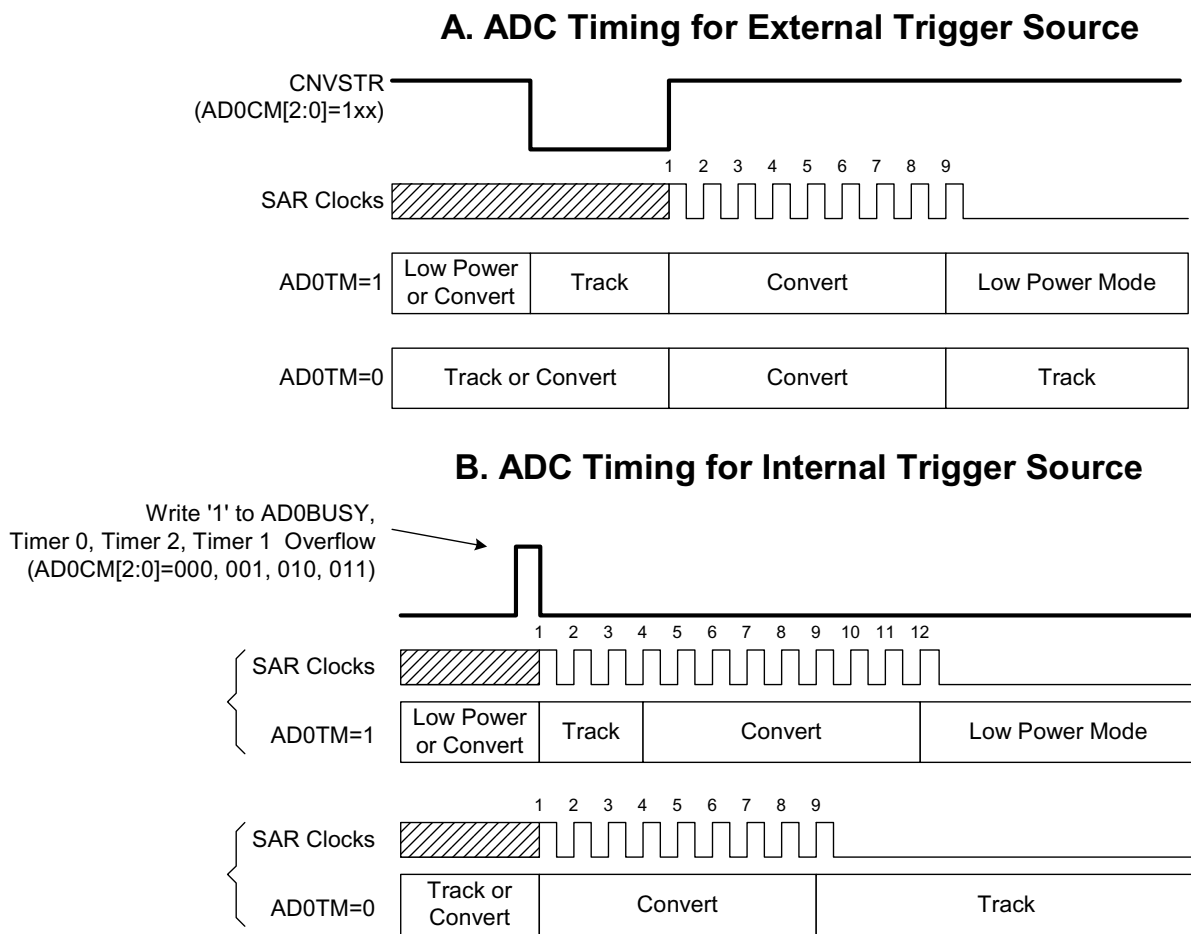 A. ADC Timing for External Trigger Source
CNVSTR
(AD0CM[2:0]=1xx)
1 2 3 4 5 6 7 8 9
SAR Clocks
AD0TM=1
Low Power
or Convert
Track
Convert
Low Power Mode
AD0TM=0
Track or Convert
Convert
Track
B. ADC Timing for Internal Trigger Source
Write '1' to AD0BUSY,
Timer 0, Timer 2, Timer 1 Overflow
(AD0CM[2:0]=000, 001, 010, 011)
1 2 3 4 5 6 7 8 9 10 11 12
SAR Clocks
AD0TM=1
Low Power
or Convert
Track
Convert
Low Power Mode
1 2 3 4 5 6 7 8 9
SAR Clocks
AD0TM=0
Track or
Convert
Convert
Track